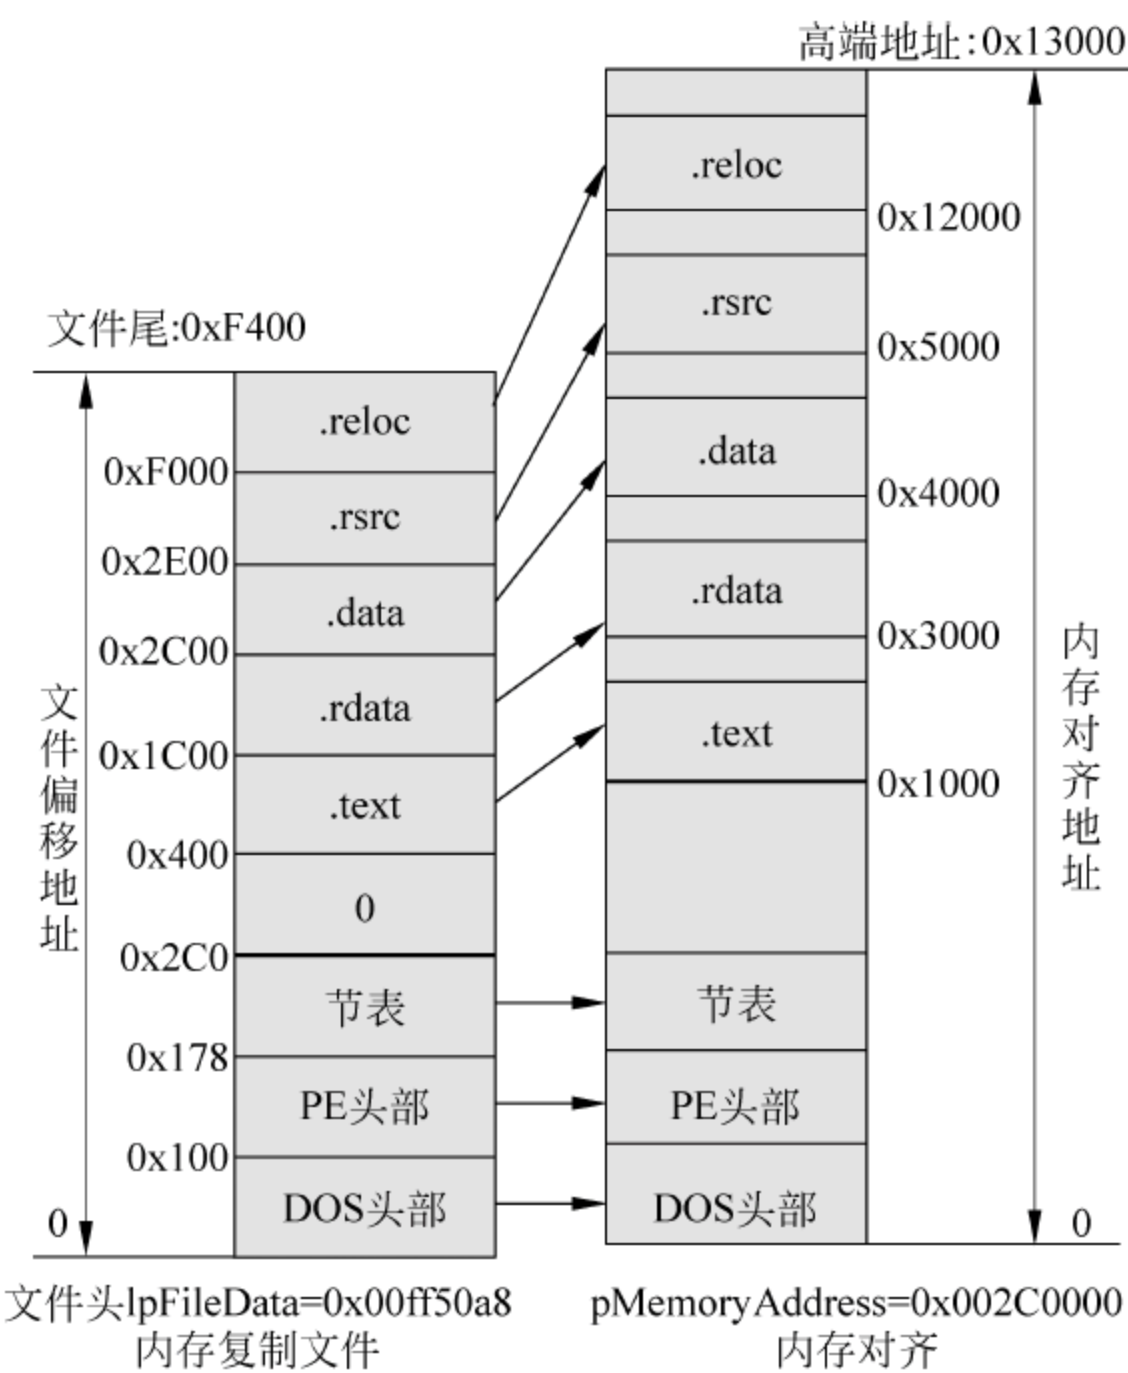 高端地址:0x13000
.reloc
0x12000
.rsrc
0x5000
.data
0x4000
.rdata
0x3000
.text
0x1000
节表
PE头部
DOS头部
内存对齐地址
0
文件尾:0xF400
.reloc
0xF000
.rsrc
0x2E00
.data
0x2C00
.rdata
0x1C00
.text
0x400
0
0x2C0
节表
0x178
PE头部
0x100
DOS头部
文件偏移地址
0
文件头lpFileData=0x00ff50a8
内存复制文件
pMemoryAddress=0x002C0000
内存对齐